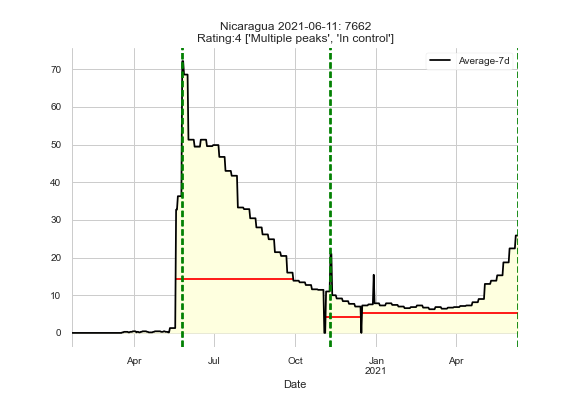 Nicaragua 2021-06-11: 7662
Rating:4 ['Multiple peaks', 'In control']
Average-7d
70
60
50
40
30
20
10
0
Apr
Jul
Oct
Jan
2021
Apr
Date